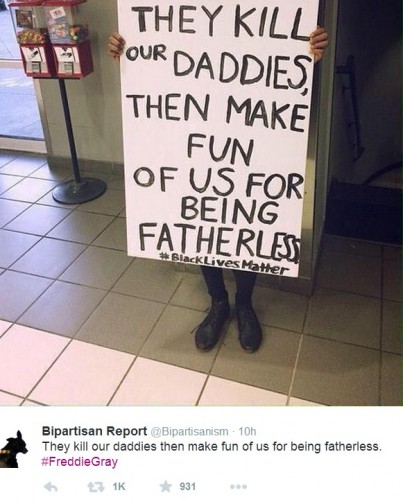 THEY KILL
OUR DADDIES,
THEN MAKE
FUN
OF US FOR
BEING
FATHERLESS
#BlackLivesMatter
Bipartisan Report @Bipartisanism · 10h
They kill our daddies then make fun of us for being fatherless.
#FreddieGray
1K 931